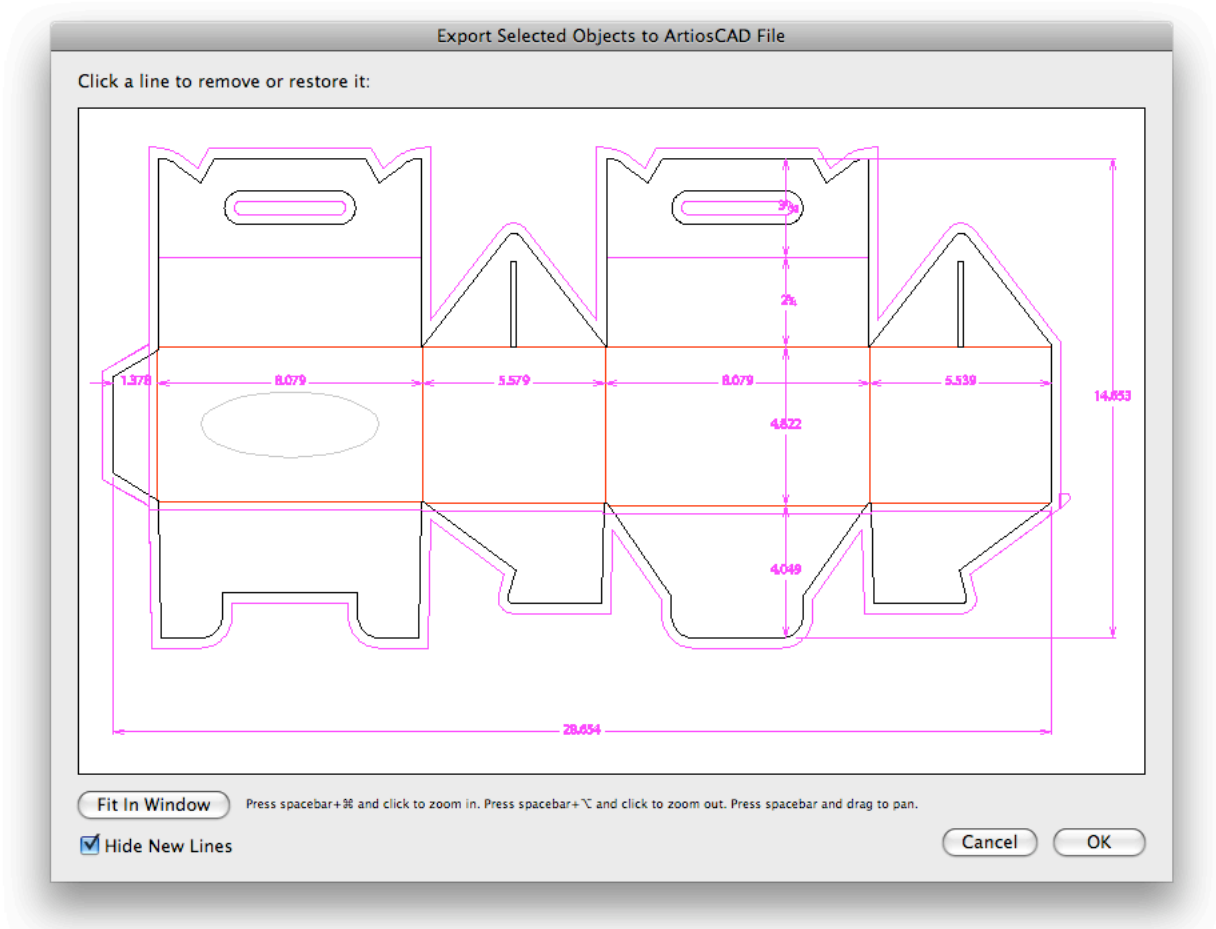 Export Selected Objects to ArtiosCAD File
Click a line to remove or restore it:
1.378
8.079
5.579
8.079
5.539
14.653
4.622
4.049
28.654
Fit In Window
Press spacebar+⌘ and click to zoom in. Press spacebar+⌥ and click to zoom out. Press spacebar and drag to pan.
Hide New Lines
Cancel
OK